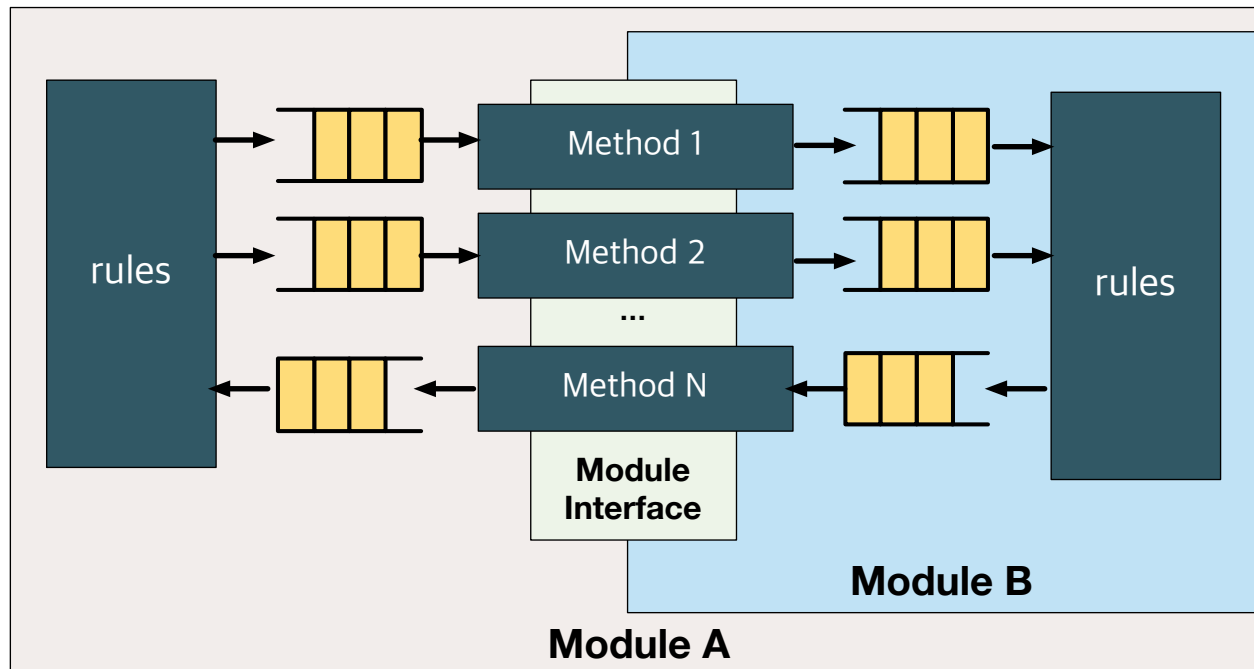 Method 1
rules
Method 2
rules
...
Method N
Module
Interface
Module B
Module A